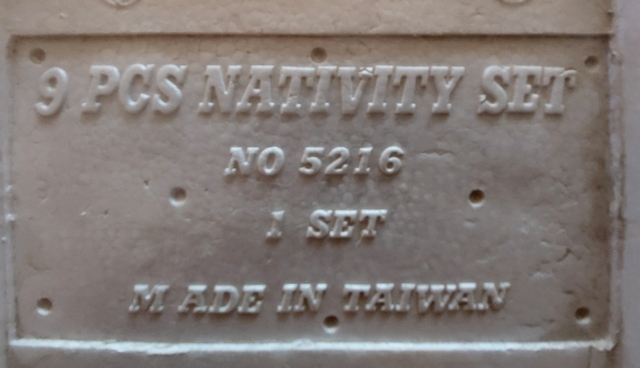 9 PCS NATIVITY SET
NO 5216
1 SET
M ADE IN TAIWAN